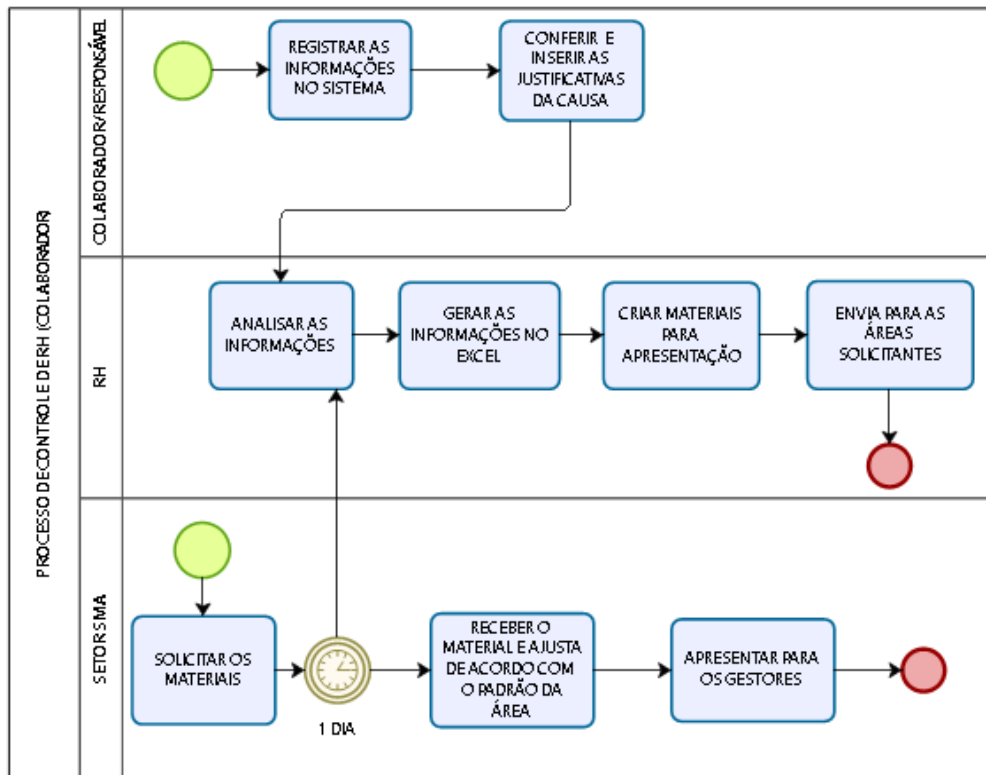 PROCESSO DE CONTROLE DE RH (COLABORADOR)
COLABORADOR/RESPONSÁVEL
REGISTRAR AS
INFORMAÇÕES
NO SISTEMA
CONFERIR E
INSERIR AS
JUSTIFICATIVAS
DA CAUSA
RH
ANALISAR AS
INFORMAÇÕES
GERAR AS
INFORMAÇÕES NO
EXCEL
CRIAR MATERIAIS
PARA
APRESENTAÇÃO
ENVIA PARA AS
ÁREAS
SOLICITANTES
SETOR SMA
SOLICITAR OS
MATERIAIS
1 DIA
RECEBER O
MATERIAL E AJUSTA
DE ACORDO COM
O PADRÃO DA
ÁREA
APRESENTAR PARA
OS GESTORES